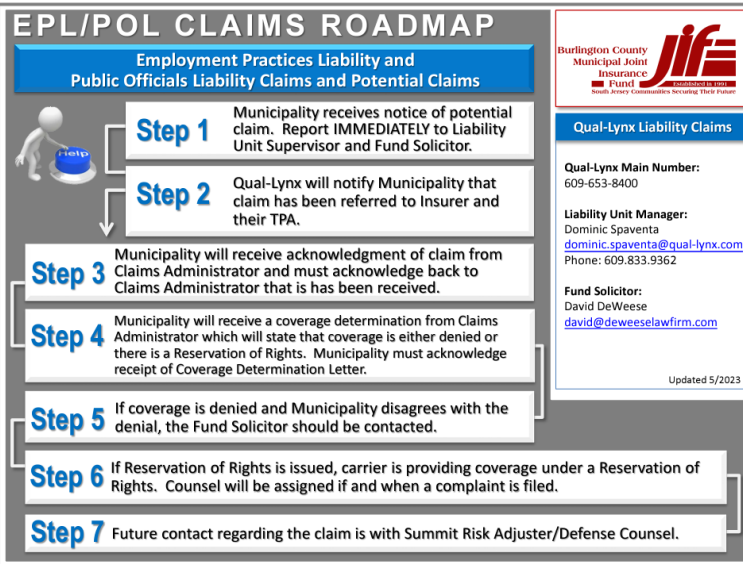 EPL/POL CLAIMS ROADMAP
Employment Practices Liability and
Public Officials Liability Claims and Potential Claims
Help
Step 1
Municipality receives notice of potential
claim. Report IMMEDIATELY to Liability
Unit Supervisor and Fund Solicitor.
Step 2
Qual-Lynx will notify Municipality that
claim has been referred to Insurer and
their TPA.
Step 3
Municipality will receive acknowledgment of claim from
Claims Administrator and must acknowledge back to
Claims Administrator that is has been received.
Step 4
Municipality will receive a coverage determination from Claims
Administrator which will state that coverage is either denied or
there is a Reservation of Rights. Municipality must acknowledge
receipt of Coverage Determination Letter.
Step 5
If coverage is denied and Municipality disagrees with the
denial, the Fund Solicitor should be contacted.
Step 6
If Reservation of Rights is issued, carrier is providing coverage under a Reservation of
Rights. Counsel will be assigned if and when a complaint is filed.
Step 7
Future contact regarding the claim is with Summit Risk Adjuster/Defense Counsel.
Burlington County
Municipal Joint
Insurance
Fund
JIF
Established in 1991
South Jersey Communities Securing Their Future
Qual-Lynx Liability Claims
Qual-Lynx Main Number:
609-653-8400
Liability Unit Manager:
Dominic Spaventa
dominic.spaventa@qual-lynx.com
Phone: 609.833.9362
Fund Solicitor:
David DeWeese
david@deweeselawfirm.com
Updated 5/2023